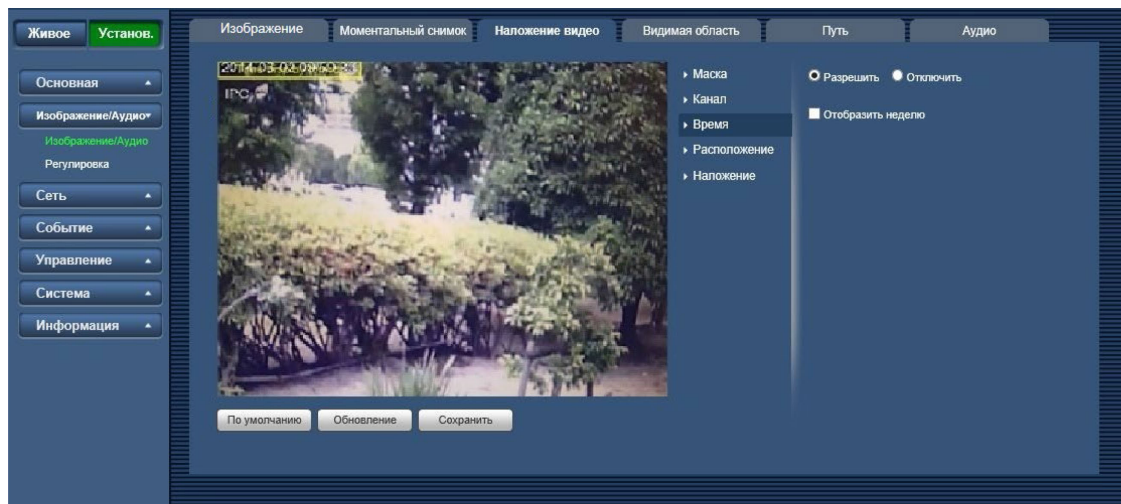 Живое
Установ.
Основная
Изображение/Аудио
Изображение/Аудио
Регулировка
Сеть
Событие
Управление
Система
Информация
Изображение
Моментальный снимок
Наложение видео
Видимая область
Путь
Аудио
IPC
Маска
Канал
Время
Расположение
Наложение
Разрешить
Отключить
Отобразить неделю
По умолчанию
Обновление
Сохранить